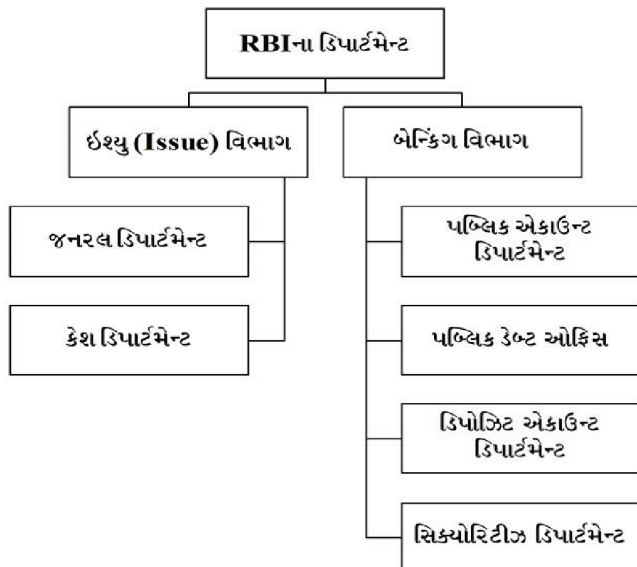 RBIના ડિપાર્ટમેન્ટ
ઇશ્યુ (Issue) વિભાગ
બેન્કિંગ વિભાગ
જનરલ ડિપાર્ટમેન્ટ
કેશ ડિપાર્ટમેન્ટ
પબ્લિક એકાઉન્ટ
ડિપાર્ટમેન્ટ
પબ્લિક ડેબ્ટ ઓફિસ
ડિપોઝિટ એકાઉન્ટ
ડિપાર્ટમેન્ટ
સિક્યોરિટીઝ ડિપાર્ટમેન્ટ